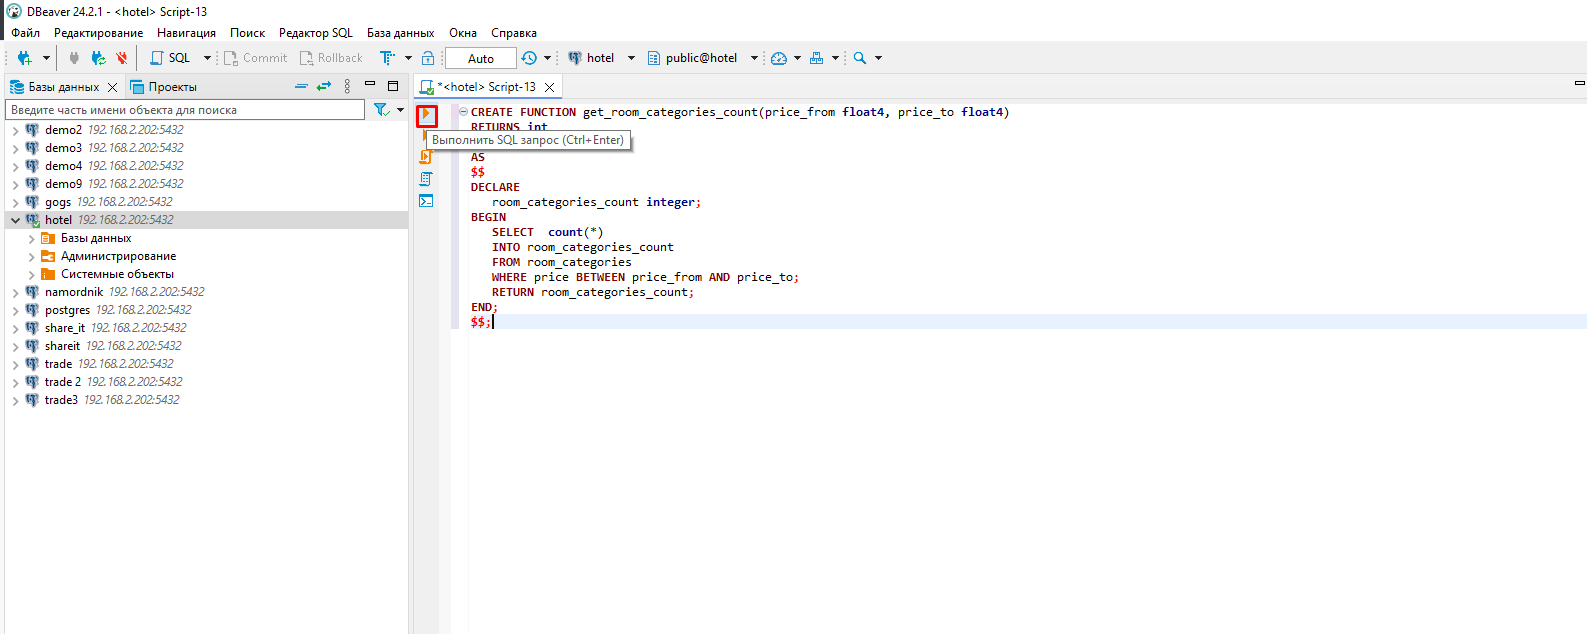 DBeaver 24.2.1 - <hotel> Script-13
Файл Редактирование Навигация Поиск Редактор SQL База данных Окна Справка
SQL Commit Rollback Auto hotel public@hotel
Базы данных Проекты
Введите часть имени объекта для поиска
demo2 192.168.2.202:5432
demo3 192.168.2.202:5432
demo4 192.168.2.202:5432
demo9 192.168.2.202:5432
gogs 192.168.2.202:5432
hotel 192.168.2.202:5432
Базы данных
Администрирование
Системные объекты
namordnik 192.168.2.202:5432
postgres 192.168.2.202:5432
share_it 192.168.2.202:5432
shareit 192.168.2.202:5432
trade 192.168.2.202:5432
trade 2 192.168.2.202:5432
trade3 192.168.2.202:5432
*<hotel> Script-13
CREATE FUNCTION get_room_categories_count(price_from float4, price_to float4)
RETURNS int
Выполнить SQL запрос (Ctrl+Enter)
AS
$$
DECLARE
room_categories_count integer;
BEGIN
SELECT count(*)
INTO room_categories_count
FROM room_categories
WHERE price BETWEEN price_from AND price_to;
RETURN room_categories_count;
END;
$$;